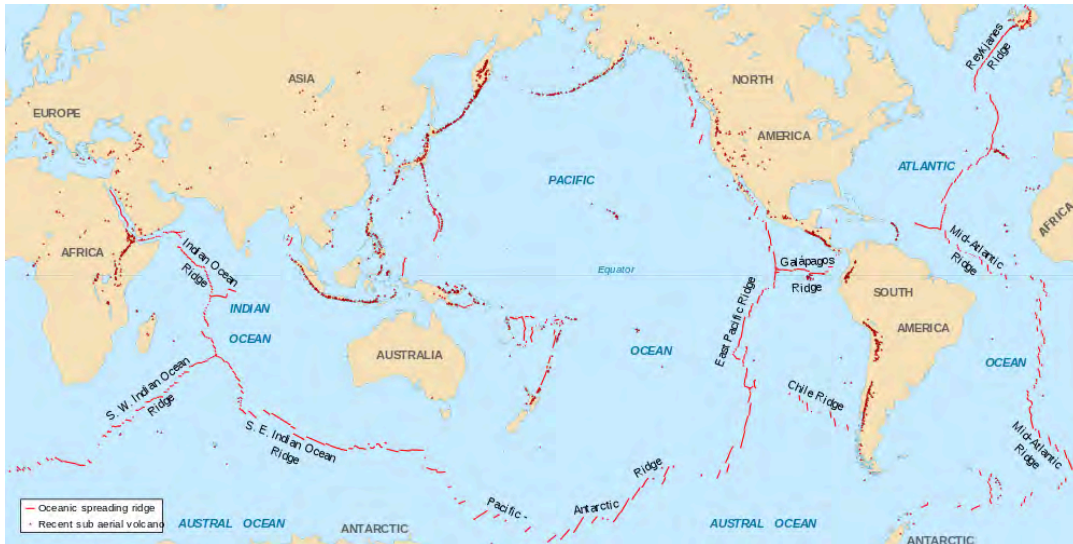 Reykjanes
Ridge
ASIA
NORTH
EUROPE
AMERICA
ATLANTIC
PACIFIC
AFRICA
AFRICA
Mid-Atlantic
Ridge
Indian Ocean
Ridge
Galápagos
Ridge
Equator
INDIAN
OCEAN
SOUTH
AMERICA
East Pacific Ridge
AUSTRALIA
OCEAN
OCEAN
S. W. Indian Ocean
Ridge
Chile Ridge
S. E. Indian Ocean
Ridge
Mid-Atlantic
Ridge
Pacific -
Antarctic
Ridge
Oceanic spreading ridge
Recent sub aerial volcano
AUSTRAL OCEAN
ANTARCTIC
AUSTRAL OCEAN
ANTARCTIC